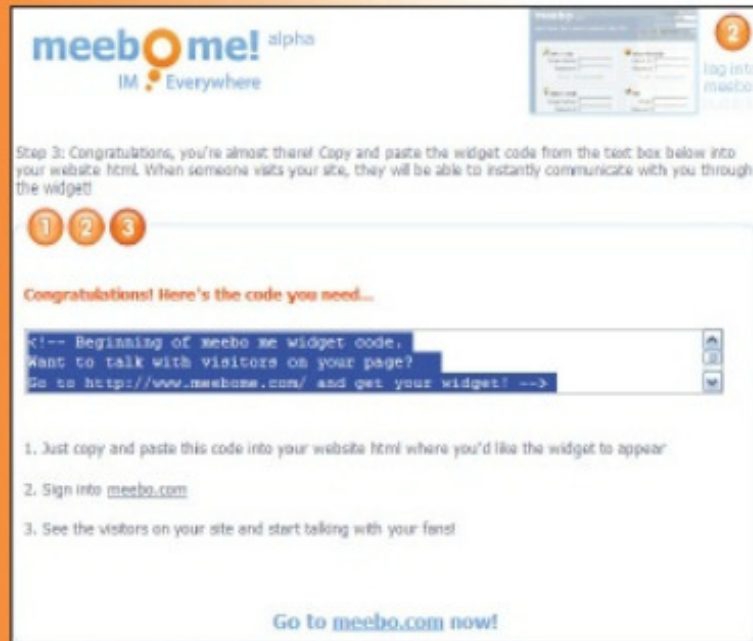 meebo me! alpha
IM Everywhere
meebo
2
log into
meebo
Step 3: Congratulations, you're almost there! Copy and paste the widget code from the text box below into
your website html. When someone visits your site, they will be able to instantly communicate with you through
the widget!
1 2 3
Congratulations! Here's the code you need...
<!-- Beginning of meebo me widget code.
Want to talk with visitors on your page?
Go to http://www.meebome.com/ and get your widget! -->
1. Just copy and paste this code into your website html where you'd like the widget to appear
2. Sign into meebo.com
3. See the visitors on your site and start talking with your fans!
Go to meebo.com now!